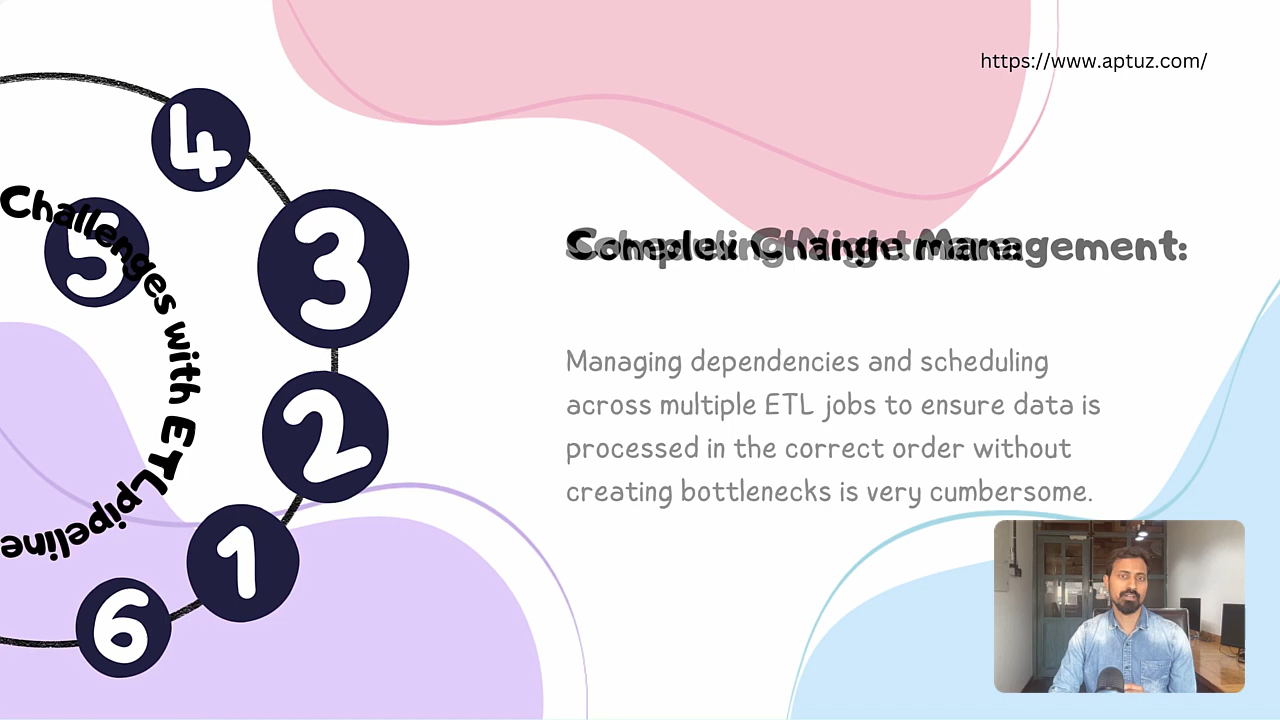 https://www.aptuz.com/
4
3
5
2
1
6
Challenges with ETL pipeline
Complex Change Management:
Managing dependencies and scheduling
across multiple ETL jobs to ensure data is
processed in the correct order without
creating bottlenecks is very cumbersome.